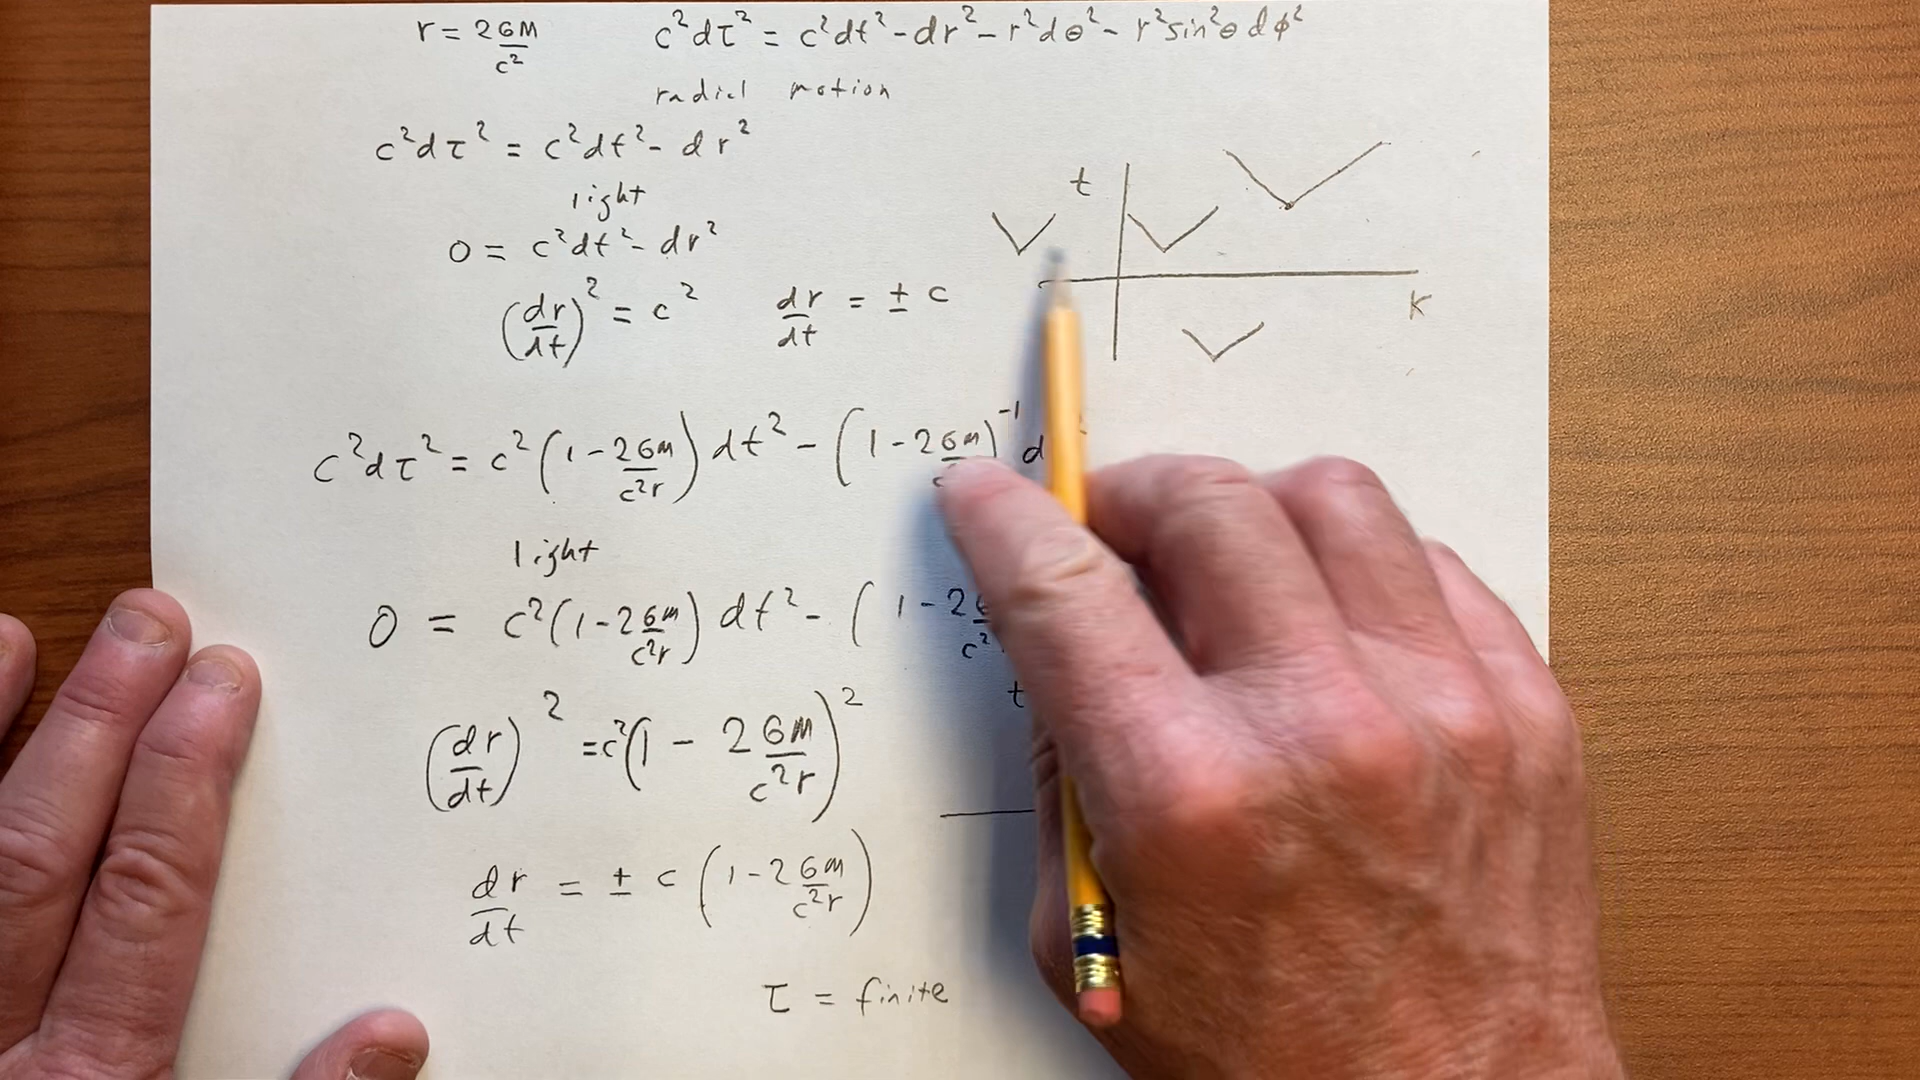 r = 2GM/c²
c²dτ² = c²dt² - dr² - r²dθ² - r²sin²θ dφ²
radial motion
c²dτ² = c²dt² - dr²
light
0 = c²dt² - dr²
(dr/dt)² = c²
dr/dt = ± c
t
r
c²dτ² = c²(1 - 2GM/c²r) dt² - (1 - 2GM)⁻¹ d
light
0 = c²(1 - 2GM/c²r) dt² - (1 - 2
t
(dr/dt)² = c²(1 - 2GM/c²r)²
dr/dt = ± c (1 - 2GM/c²r)
τ = finite